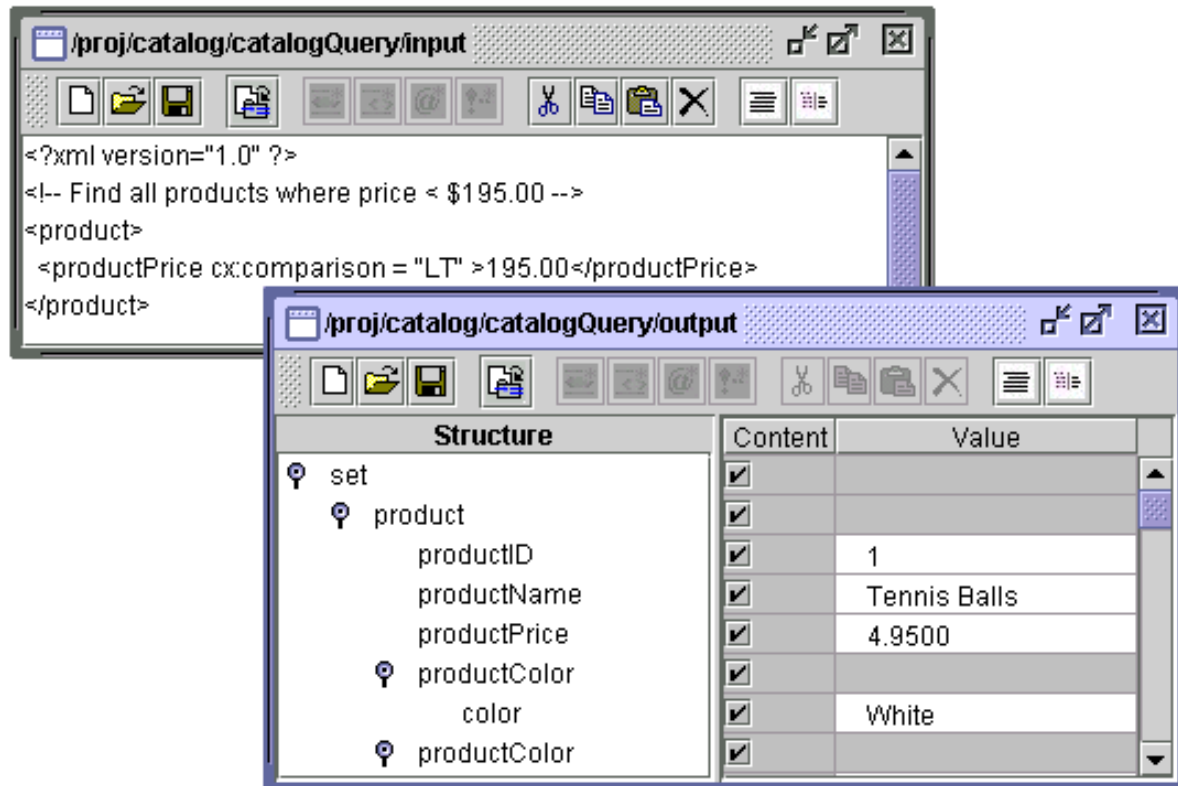 /proj/catalog/catalogQuery/input
<?xml version="1.0" ?>
<!-- Find all products where price < $195.00 -->
<product>
<productPrice cx:comparison = "LT" >195.00</productPrice>
</product>
/proj/catalog/catalogQuery/output
Structure Content Value
set
product
productID 1
productName Tennis Balls
productPrice 4.9500
productColor
color White
productColor